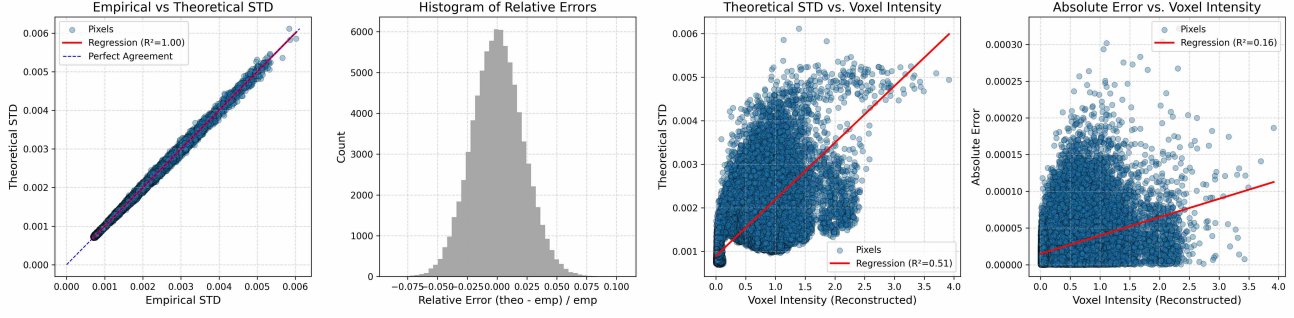 Empirical vs Theoretical STD
Pixels
Regression (R²=1.00)
Perfect Agreement
Theoretical STD
0.006
0.005
0.004
0.003
0.002
0.001
0.000
0.000 0.001 0.002 0.003 0.004 0.005 0.006
Empirical STD
Histogram of Relative Errors
Count
6000
5000
4000
3000
2000
1000
0
−0.075−0.050−0.0250.000 0.025 0.050 0.075 0.100
Relative Error (theo - emp) / emp
Theoretical STD vs. Voxel Intensity
Theoretical STD
0.006
0.005
0.004
0.003
0.002
0.001
Pixels
Regression (R²=0.51)
0.0 0.5 1.0 1.5 2.0 2.5 3.0 3.5 4.0
Voxel Intensity (Reconstructed)
Absolute Error vs. Voxel Intensity
Pixels
Regression (R²=0.16)
Absolute Error
0.00030
0.00025
0.00020
0.00015
0.00010
0.00005
0.00000
0.0 0.5 1.0 1.5 2.0 2.5 3.0 3.5 4.0
Voxel Intensity (Reconstructed)